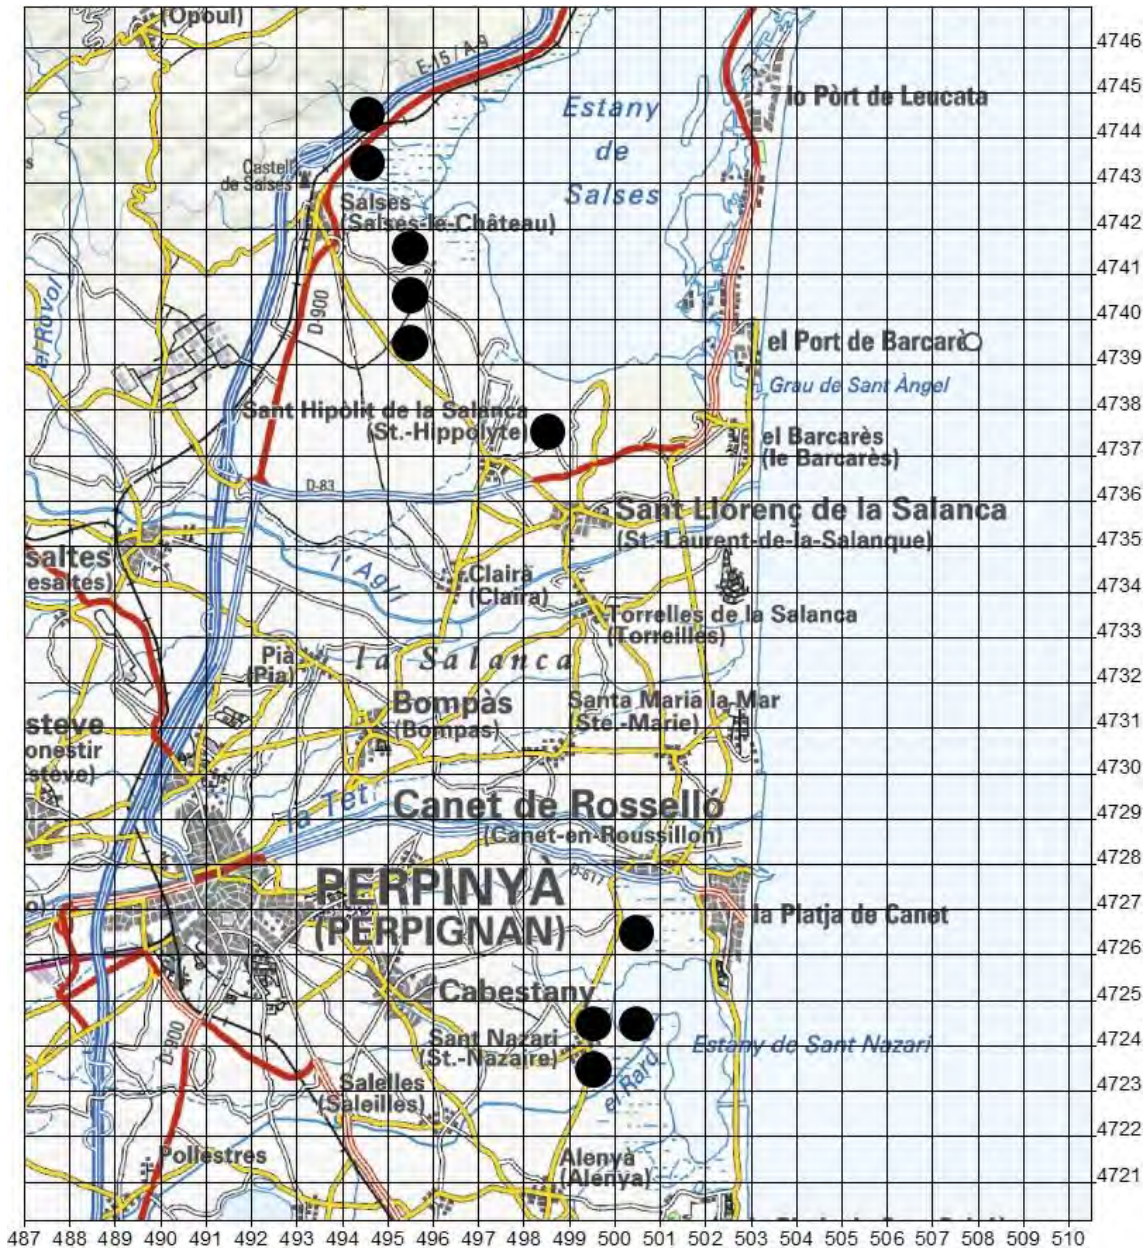 (Opoul)
E-15 / A-9
4746
4745
lo Pòrt de Leucata
Estany
de
Salses
4744
Castell
de Salses
s
4743
Salses
(Salses-le-Château)
4742
4741
el Rovol
D-900
4740
el Port de Barcarè
4739
Grau de Sant Àngel
4738
Sant Hipòlit de la Salanca
(St.-Hippolyte)
el Barcarès
(le Barcarès)
4737
D-83
4736
Sant Llorenç de la Salanca
(St.-Laurent-de-la-Salanque)
4735
saltes
esaltes)
l'Aglí
Clairà
(Claira)
4734
Torrelles de la Salanca
(Torreilles)
4733
Pià
(Pia)
la Salanca
4732
Bompàs
(Bompas)
Santa Maria la Mar
(Ste.-Marie)
4731
steve
onestir
steve)
4730
la Tet
Canet de Rosselló
(Canet-en-Roussillon)
4729
4728
D-617
PERPINYÀ
(PERPIGNAN)
o)
4727
la Platja de Canet
4726
Cabestany
4725
Sant Nazari
(St.-Nazaire)
Estany de Sant Nazari
4724
D-900
el Rard
4723
Salelles
(Saleilles)
4722
Pollestres
Alenyà
(Alenya)
4721
487 488 489 490 491 492 493 494 495 496 497 498 499 500 501 502 503 504 505 506 507 508 509 510